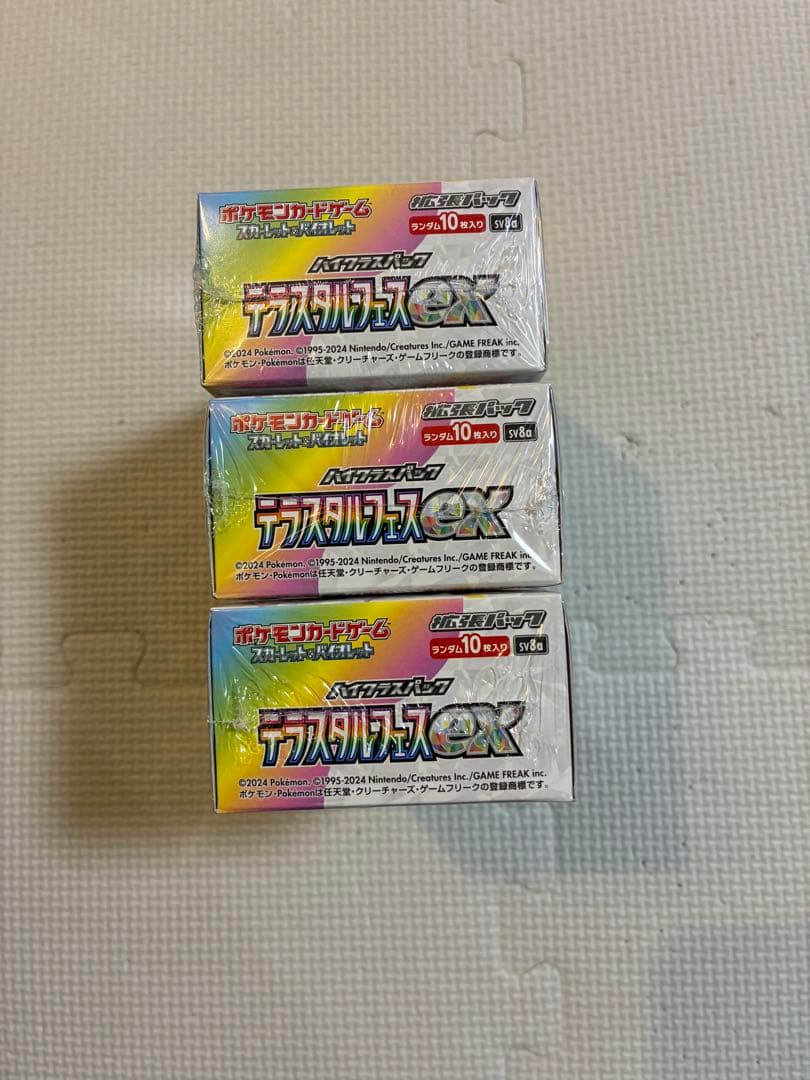 ポケモンカードゲーム
スカーレット&バイオレット
拡張パック
ランダム10枚入り sv8a
ハイクラスパック
テラスタルフェスex
©2024 Pokémon. ©1995-2024 Nintendo/Creatures Inc./GAME FREAK inc.
ポケモン・Pokémonは任天堂・クリーチャーズ・ゲームフリークの登録商標です。
ポケモンカードゲーム
スカーレット&バイオレット
拡張パック
ランダム10枚入り sv8a
ハイクラスパック
テラスタルフェスex
©2024 Pokémon. ©1995-2024 Nintendo/Creatures Inc./GAME FREAK inc.
ポケモン・Pokémonは任天堂・クリーチャーズ・ゲームフリークの登録商標です。
ポケモンカードゲーム
スカーレット&バイオレット
拡張パック
ランダム10枚入り sv8a
ハイクラスパック
テラスタルフェスex
©2024 Pokémon. ©1995-2024 Nintendo/Creatures Inc./GAME FREAK inc.
ポケモン・Pokémonは任天堂・クリーチャーズ・ゲームフリークの登録商標です。